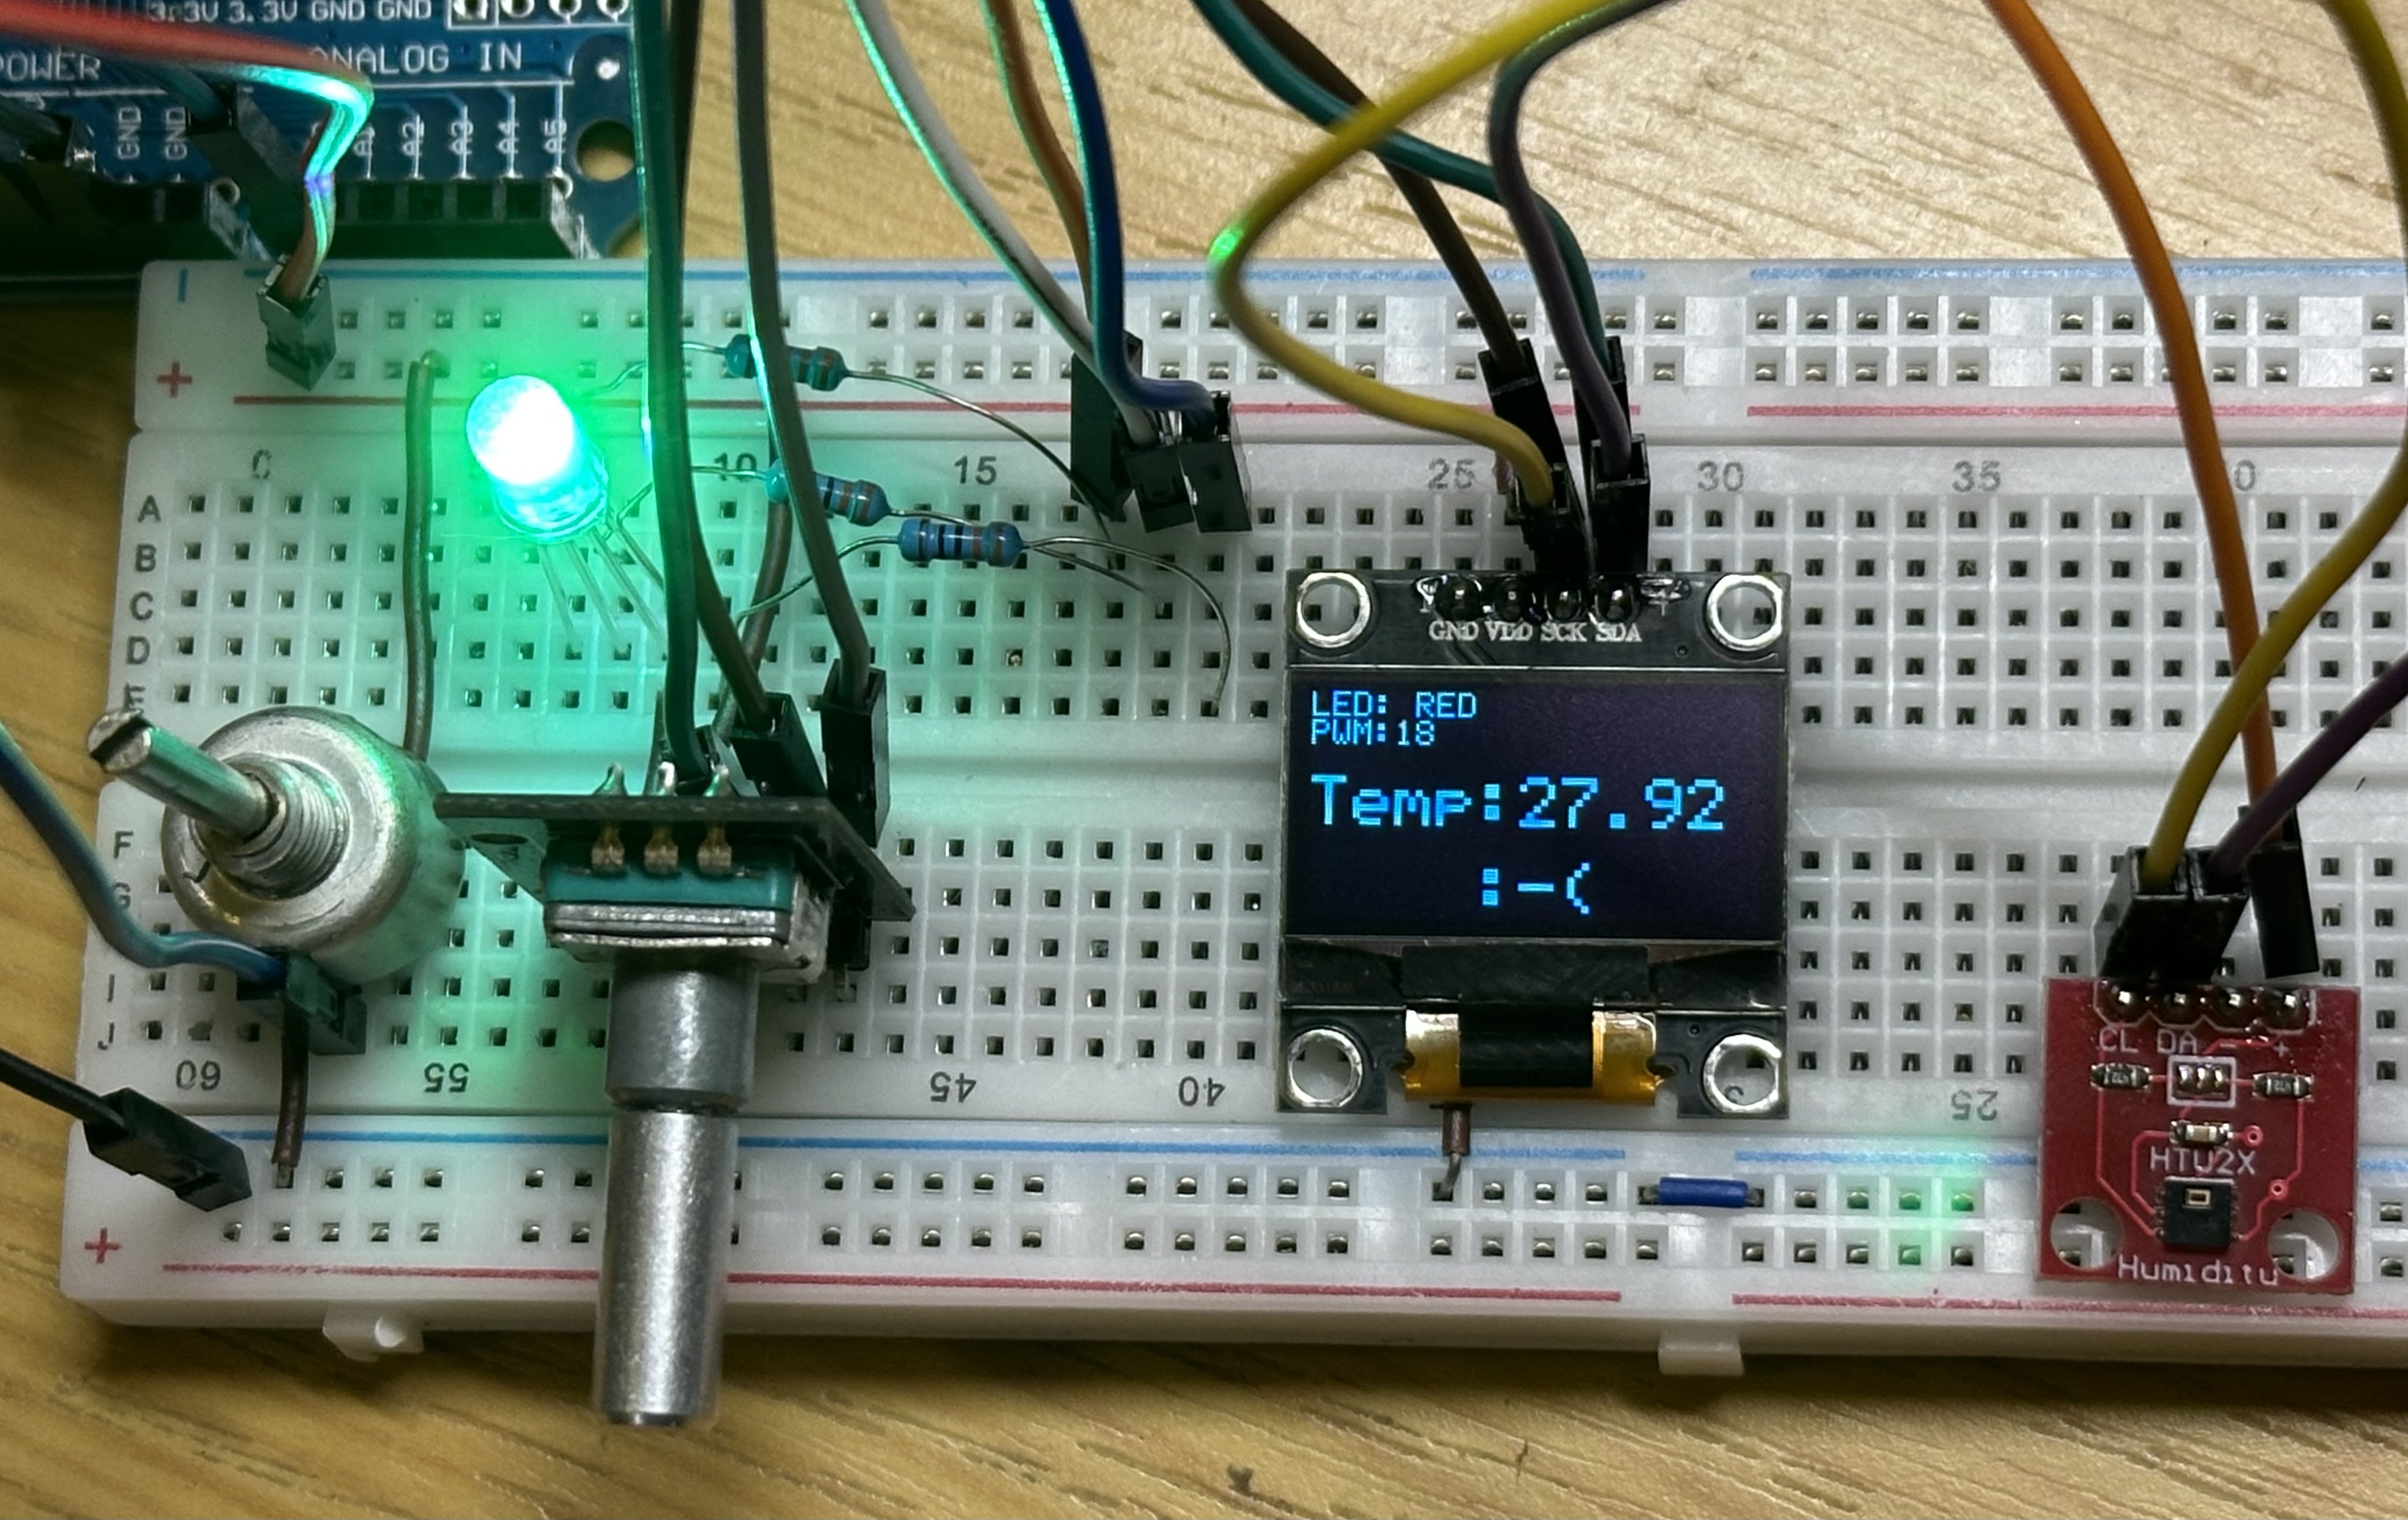 3.3V GND GND
POWER
ANALOG IN
GND GND A1 A2 A3 A4 A5
-
+
0 10 15 25 30 35
A
B
C
D
E
GND VDD SCK SDA
LED: RED
PWM:18
Temp:27.92
:-(
F
G
I
J
60 55 45 40 25
CL DA - +
HTU2X
Humidity
+